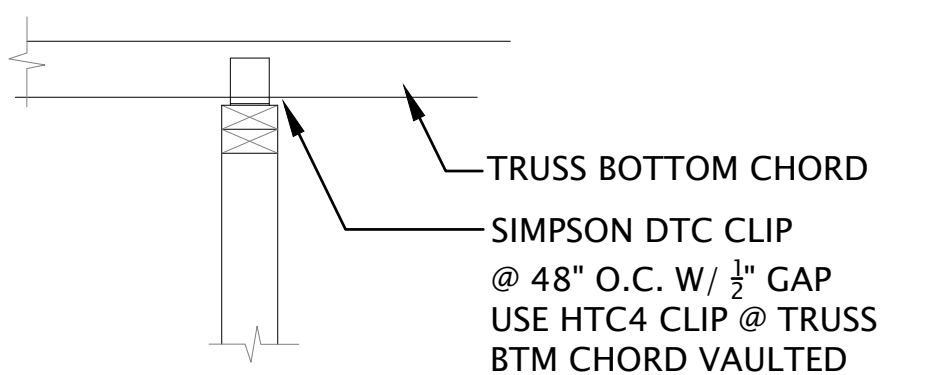 TRUSS BOTTOM CHORD
SIMPSON DTC CLIP
@ 48" O.C. W/ ½" GAP
USE HTC4 CLIP @ TRUSS
BTM CHORD VAULTED